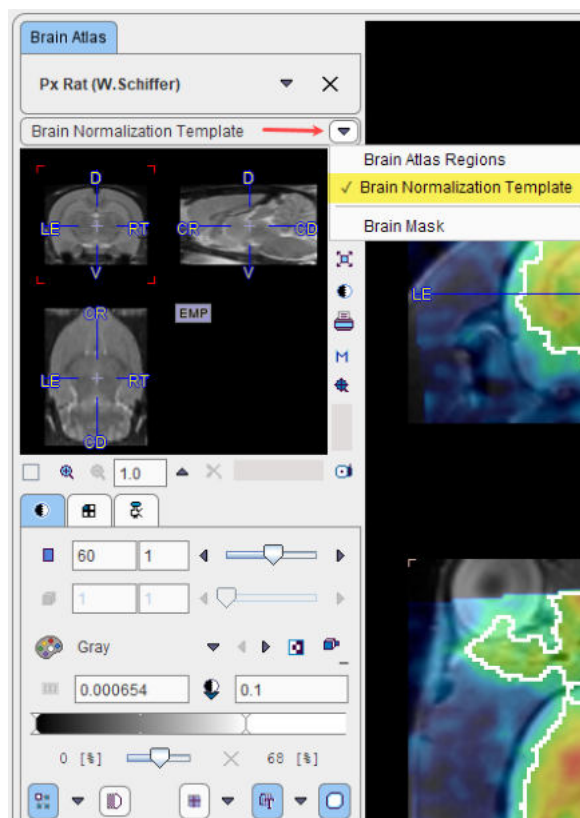 Brain Atlas
Px Rat (W.Schiffer)
Brain Normalization Template
Brain Atlas Regions
✓ Brain Normalization Template
Brain Mask
D
D
LE
RT
CR
CD
V
V
CR
EMP
LE
RT
CD
LE
M
1.0
60 1
1 1
Gray
0.000654 0.1
0 [%] 68 [%]